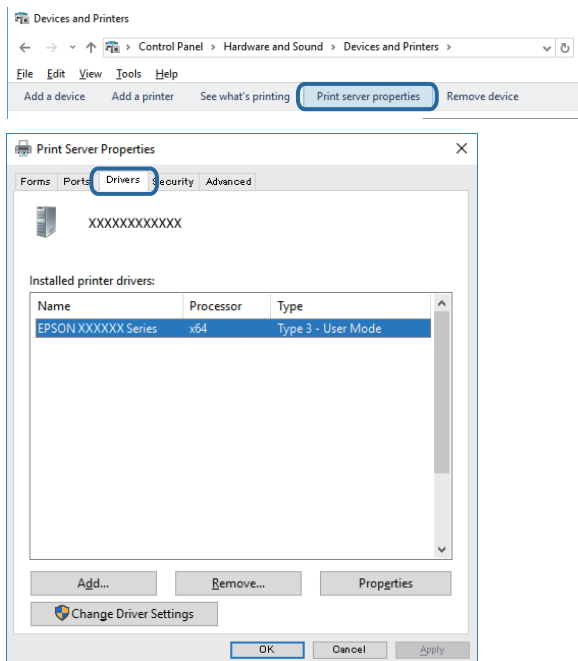 Devices and Printers
Control Panel > Hardware and Sound > Devices and Printers >
File Edit View Tools Help
Add a device Add a printer See what's printing Print server properties Remove device
Print Server Properties
Forms Ports Drivers Security Advanced
XXXXXXXXXXXX
Installed printer drivers:
Name Processor Type
EPSON XXXXXX Series x64 Type 3 - User Mode
Add... Remove... Properties
Change Driver Settings
OK Cancel Apply